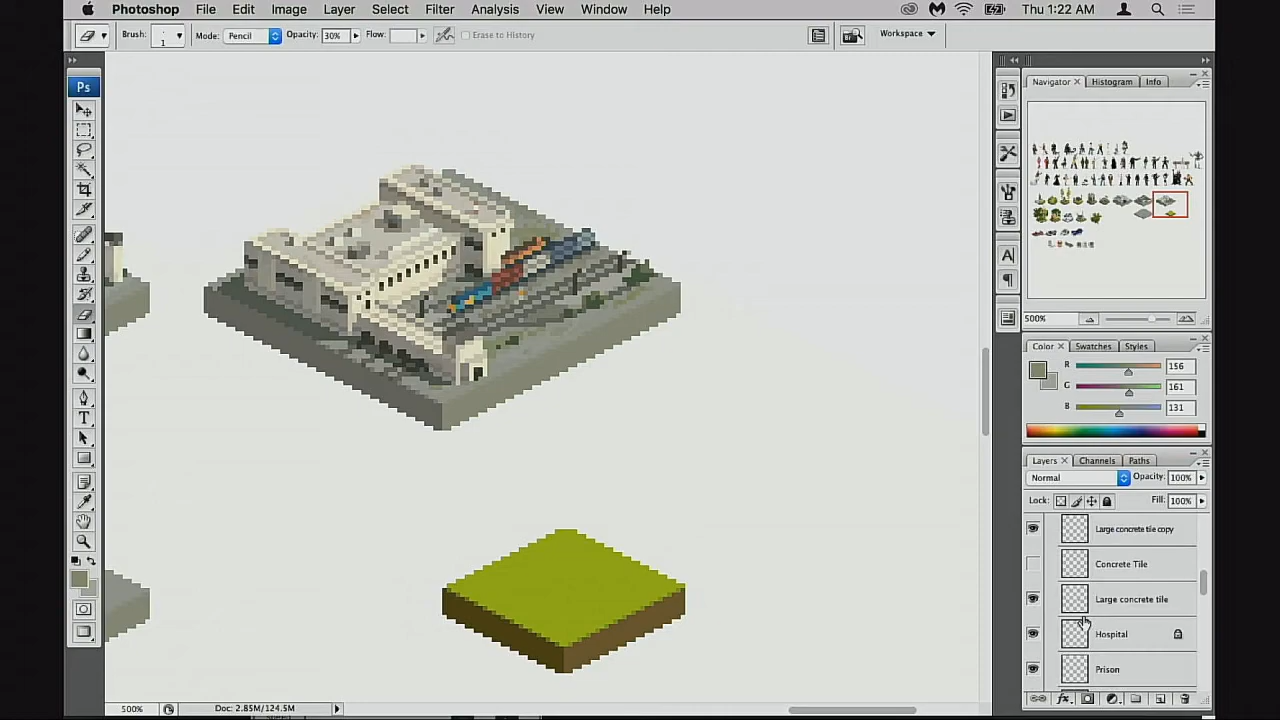 Photoshop File Edit Image Layer Select Filter Analysis View Window Help Thu 1:22 AM
Brush: 1 Mode: Pencil Opacity: 30% Flow: Erase to History Workspace
Ps
Navigator Histogram Info
500%
Color Swatches Styles
R 156
G 161
B 131
Layers Channels Paths
Normal Opacity: 100%
Lock: Fill: 100%
Large concrete tile copy
Concrete Tile
Large concrete tile
Hospital
Prison
500% Doc: 2.85M/124.5M